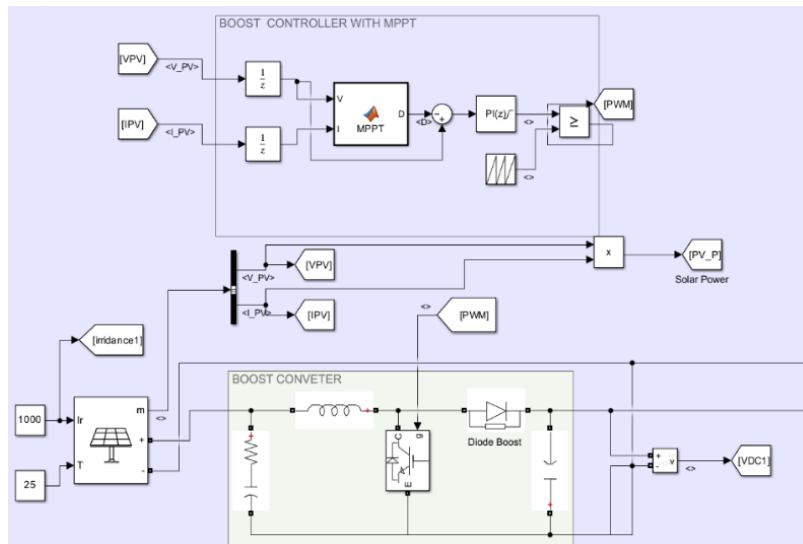 BOOST CONTROLLER WITH MPPT
[VPV]
<V_PV>
1
z
[IPV]
<I_PV>
1
z
V
I
D
MPPT
<D>
PI(z)
<>
≥
[PWM]
<>
<V_PV>
[VPV]
<I_PV>
[IPV]
x
[PV_P]
Solar Power
<>
[PWM]
[irridance1]
BOOST CONVETER
1000
Ir
m
<>
+
-
T
25
+
C
g
E
Diode Boost
+
+
+
-
v
<>
[VDC1]